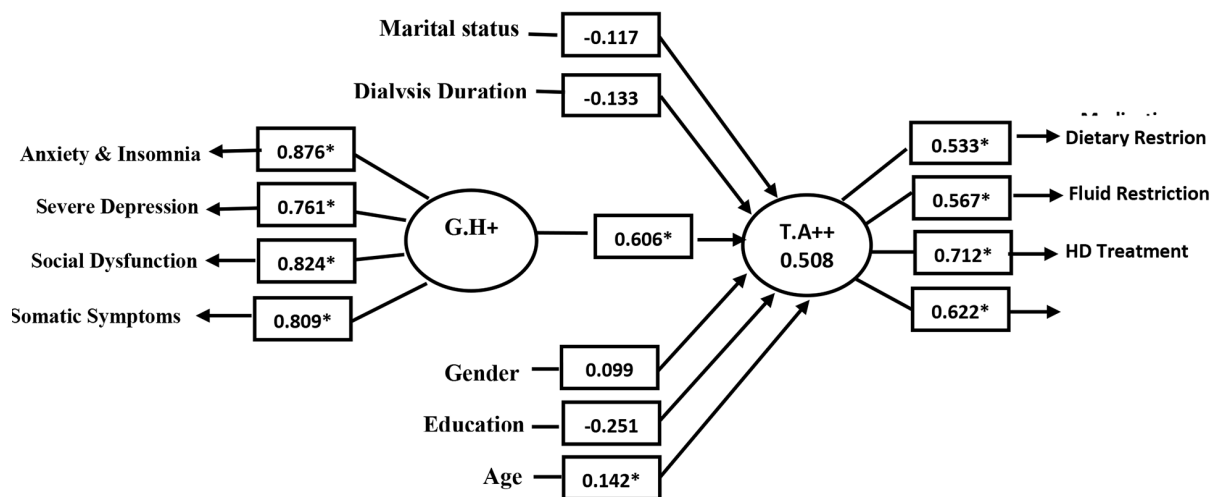 Marital status
-0.117
Dialvsis Duration
-0.133
Anxiety & Insomnia
0.876*
Severe Depression
0.761*
Social Dysfunction
0.824*
Somatic Symptoms
0.809*
G.H+
0.606*
T.A++
0.508
0.533*
Dietary Restrion
0.567*
Fluid Restriction
0.712*
HD Treatment
0.622*
Gender
0.099
Education
-0.251
Age
0.142*